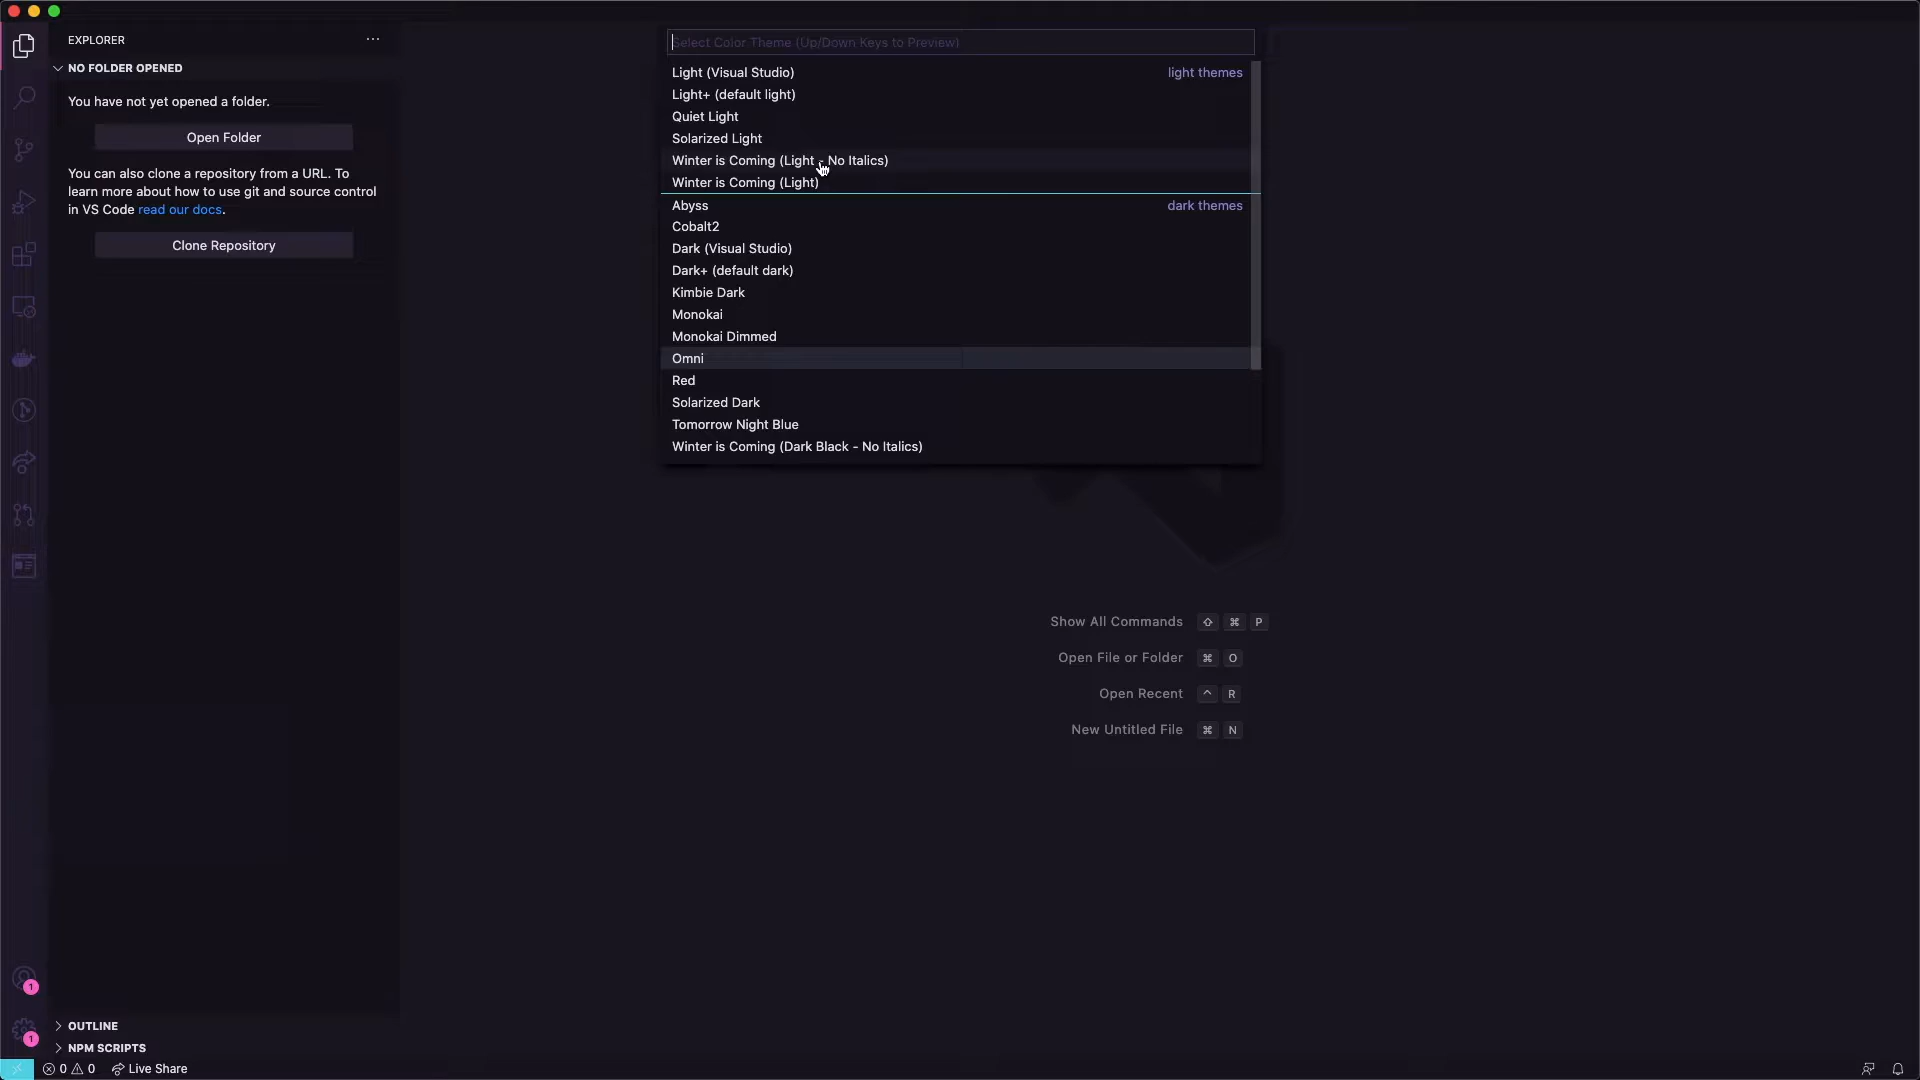 EXPLORER
NO FOLDER OPENED
You have not yet opened a folder.
Open Folder
You can also clone a repository from a URL. To
learn more about how to use git and source control
in VS Code read our docs.
Clone Repository
Select Color Theme (Up/Down Keys to Preview)
Light (Visual Studio) light themes
Light+ (default light)
Quiet Light
Solarized Light
Winter is Coming (Light - No Italics)
Winter is Coming (Light)
Abyss dark themes
Cobalt2
Dark (Visual Studio)
Dark+ (default dark)
Kimbie Dark
Monokai
Monokai Dimmed
Omni
Red
Solarized Dark
Tomorrow Night Blue
Winter is Coming (Dark Black - No Italics)
Show All Commands ⇧ ⌘ P
Open File or Folder ⌘ O
Open Recent ^ R
New Untitled File ⌘ N
1
1
OUTLINE
NPM SCRIPTS
0 0 Live Share